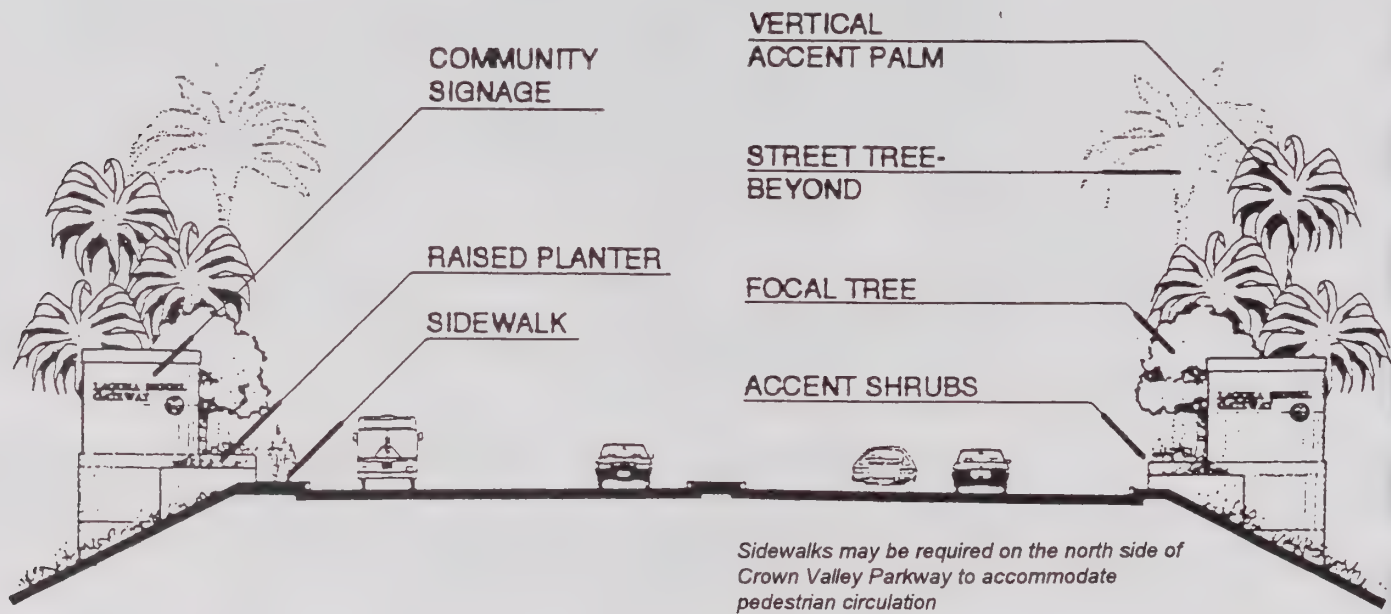 COMMUNITY
SIGNAGE
RAISED PLANTER
SIDEWALK
VERTICAL
ACCENT PALM
STREET TREE-
BEYOND
FOCAL TREE
ACCENT SHRUBS
Sidewalks may be required on the north side of
Crown Valley Parkway to accommodate
pedestrian circulation